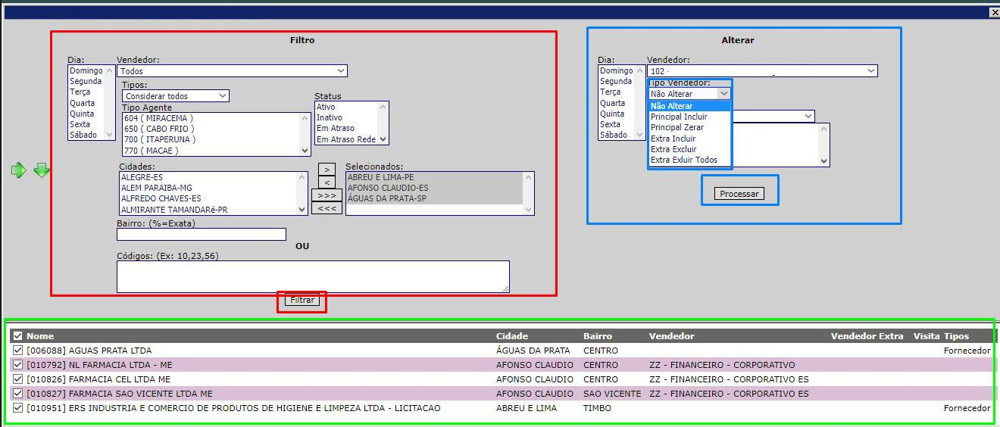 Filtro
Dia:
Domingo
Segunda
Terça
Quarta
Quinta
Sexta
Sábado
Vendedor:
Todos
Tipos:
Considerar todos
Tipo Agente
604 ( MIRACEMA )
650 ( CABO FRIO )
700 ( ITAPERUNA )
770 ( MACAE )
Status
Ativo
Inativo
Em Atraso
Em Atraso Rede
Cidades:
ALEGRE-ES
ALEM PARAIBA-MG
ALFREDO CHAVES-ES
ALMIRANTE TAMANDARé-PR
>
<
>>>
<<<
Selecionados:
ABREU E LIMA-PE
AFONSO CLAUDIO-ES
ÁGUAS DA PRATA-SP
Bairro: (%=Exata)
OU
Códigos: (Ex: 10,23,56)
Filtrar
Alterar
Dia:
Domingo
Segunda
Terça
Quarta
Quinta
Sexta
Sábado
Vendedor:
102 -
Tipo Vendedor:
Não Alterar
Não Alterar
Principal Incluir
Principal Zerar
Extra Incluir
Extra Excluir
Extra Exluir Todos
Processar
Nome Cidade Bairro Vendedor Vendedor Extra Visita Tipos
[006088] AGUAS PRATA LTDA ÁGUAS DA PRATA CENTRO Fornecedor
[010792] NL FARMACIA LTDA - ME AFONSO CLAUDIO CENTRO ZZ - FINANCEIRO - CORPORATIVO
[010826] FARMACIA CEL LTDA ME AFONSO CLAUDIO CENTRO ZZ - FINANCEIRO - CORPORATIVO ES
[010827] FARMACIA SAO VICENTE LTDA ME AFONSO CLAUDIO SAO VICENTE ZZ - FINANCEIRO - CORPORATIVO ES
[010951] ERS INDUSTRIA E COMERCIO DE PRODUTOS DE HIGIENE E LIMPEZA LTDA - LICITACAO ABREU E LIMA TIMBO Fornecedor